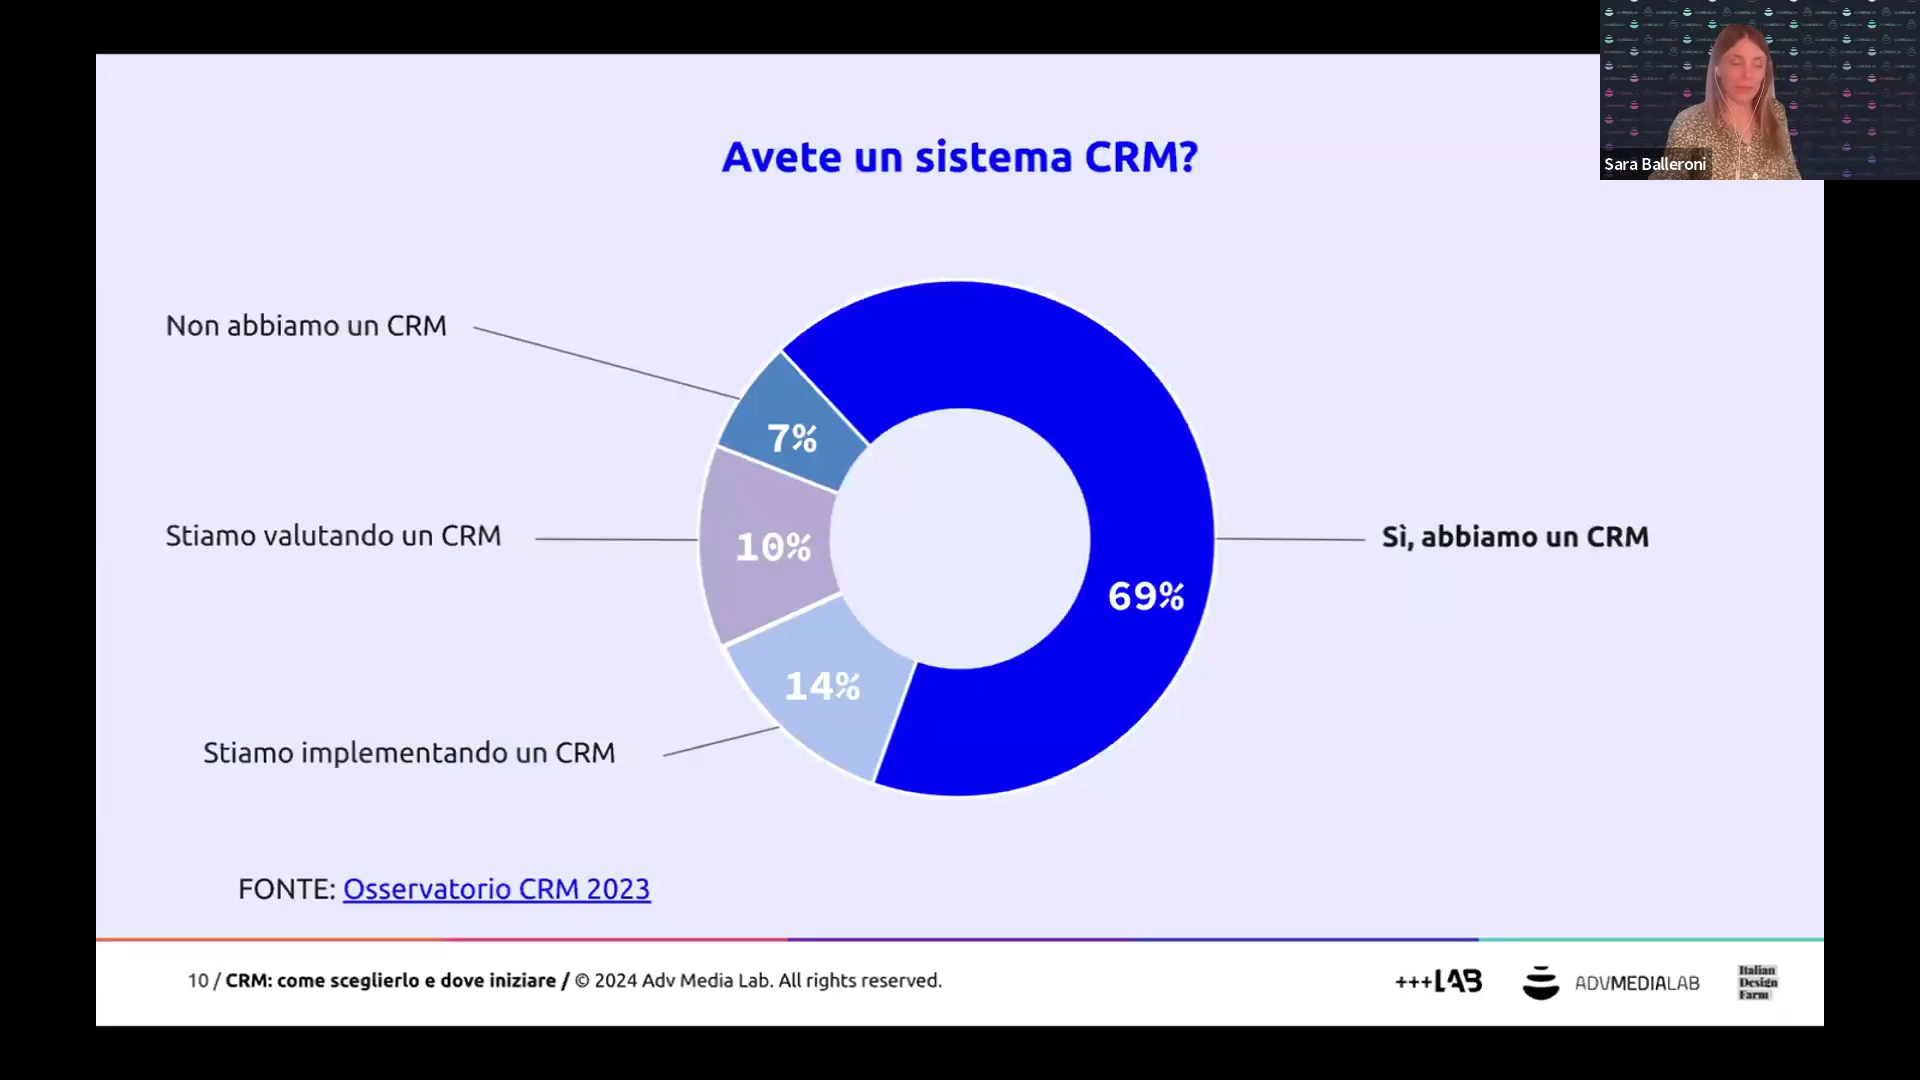 Avete un sistema CRM?
Sara Balleroni
Non abbiamo un CRM
7%
Stiamo valutando un CRM
10%
Sì, abbiamo un CRM
69%
14%
Stiamo implementando un CRM
FONTE: Osservatorio CRM 2023
10 / CRM: come sceglierlo e dove iniziare / © 2024 Adv Media Lab. All rights reserved.
+++LAB
ADVMEDIALAB
Italian
Design
Farm